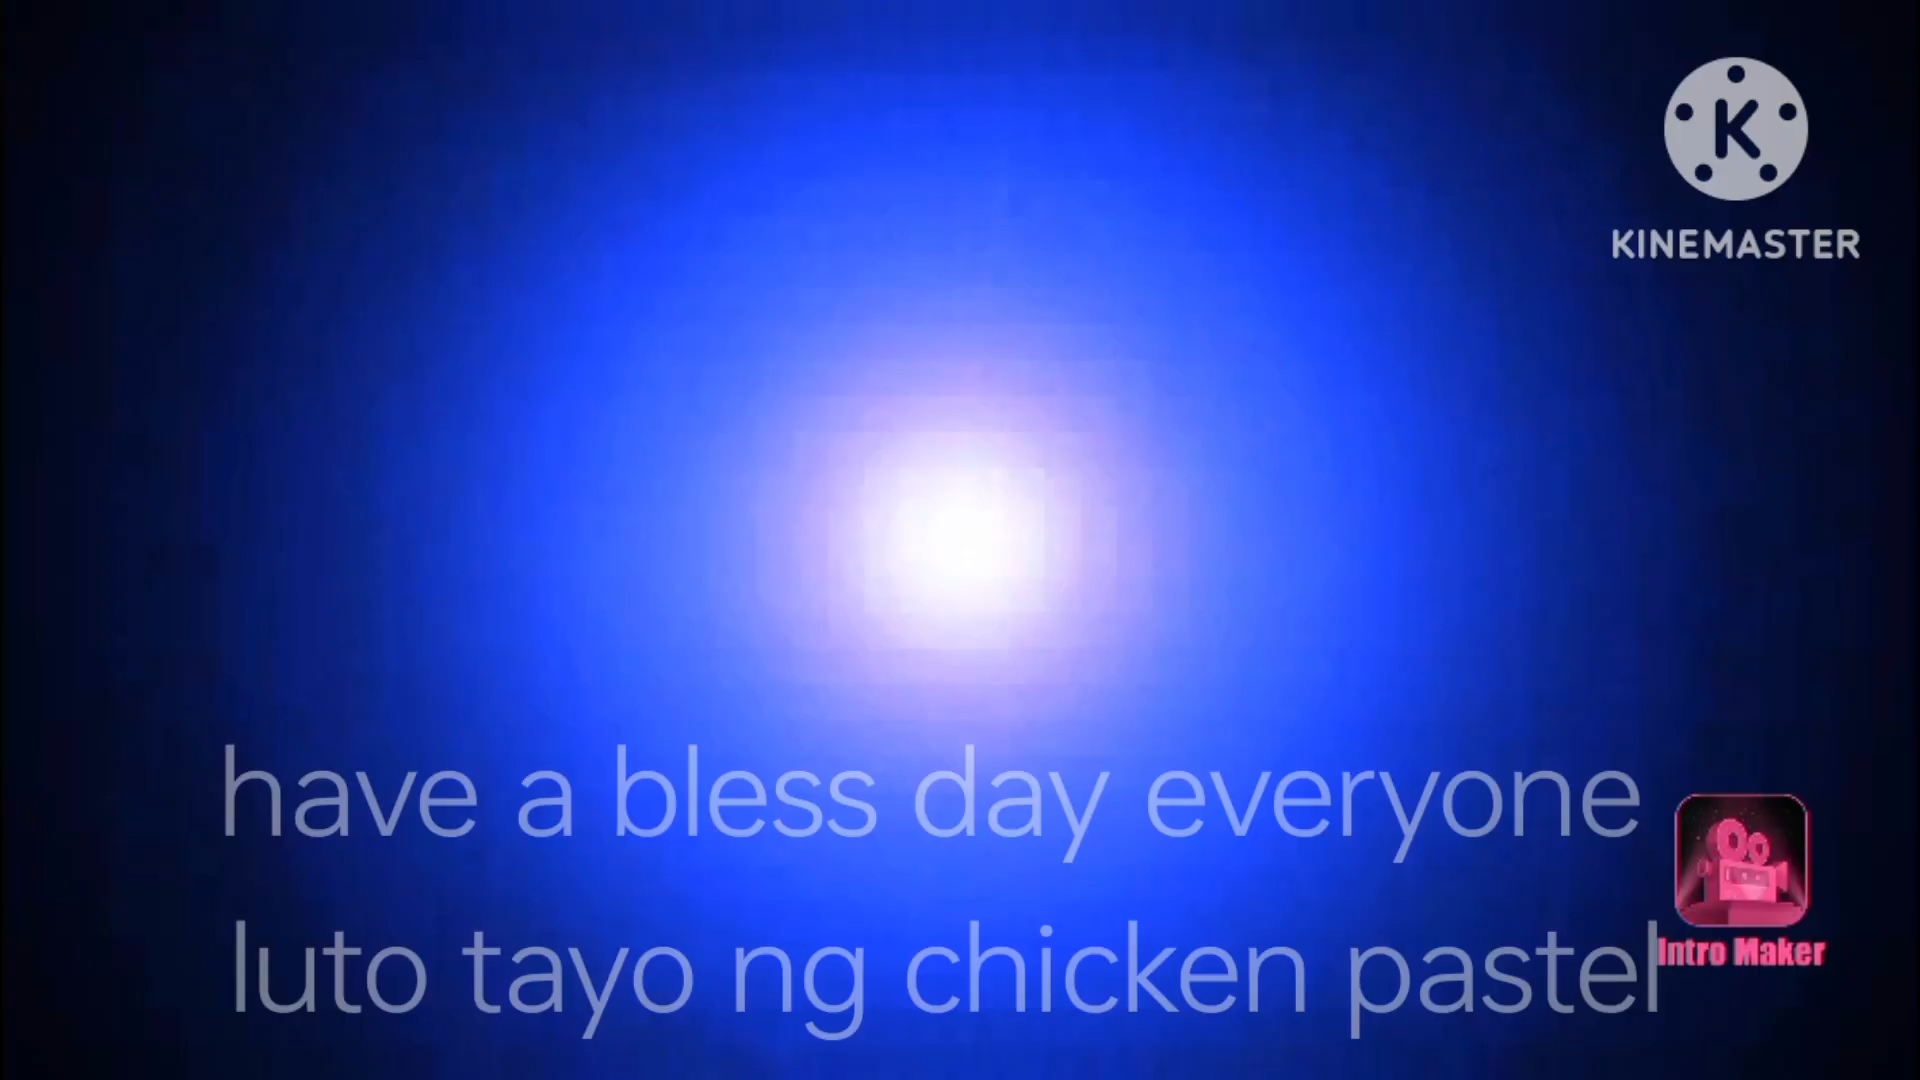 K
KINEMASTER
have a bless day everyone
luto tayo ng chicken pastel
Intro Maker